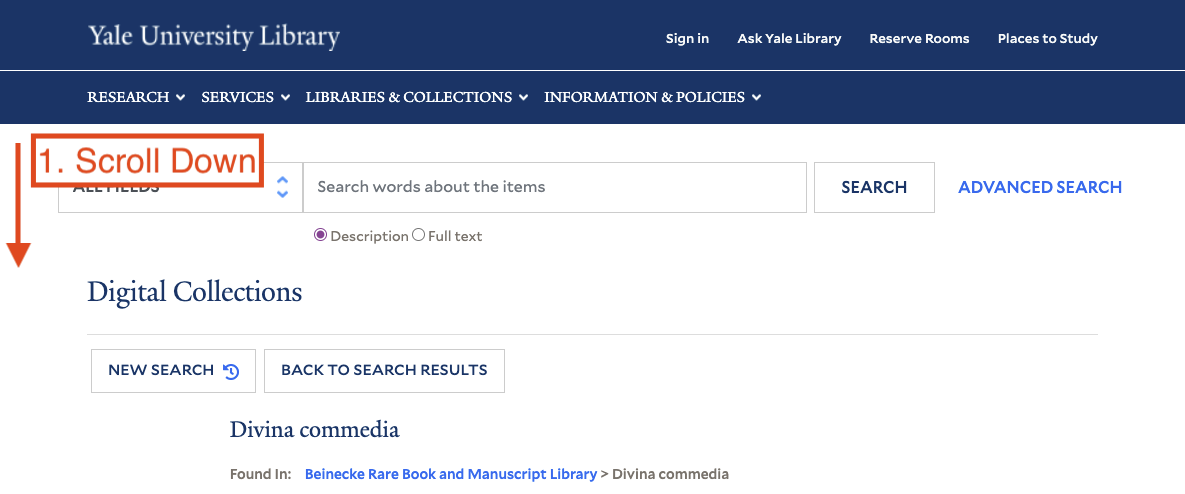 Yale University Library
Sign in Ask Yale Library Reserve Rooms Places to Study
RESEARCH SERVICES LIBRARIES & COLLECTIONS INFORMATION & POLICIES
1. Scroll Down
ALL FIELDS Search words about the items SEARCH ADVANCED SEARCH
Description Full text
Digital Collections
NEW SEARCH BACK TO SEARCH RESULTS
Divina commedia
Found In: Beinecke Rare Book and Manuscript Library > Divina commedia